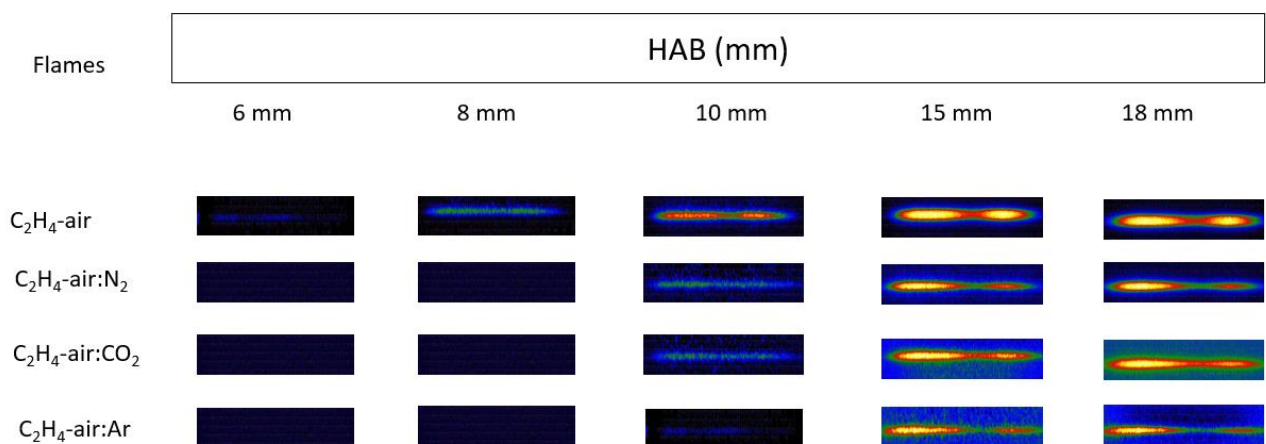 HAB (mm)
Flames
6 mm 8 mm 10 mm 15 mm 18 mm
C₂H₄-air
C₂H₄-air:N₂
C₂H₄-air:CO₂
C₂H₄-air:Ar